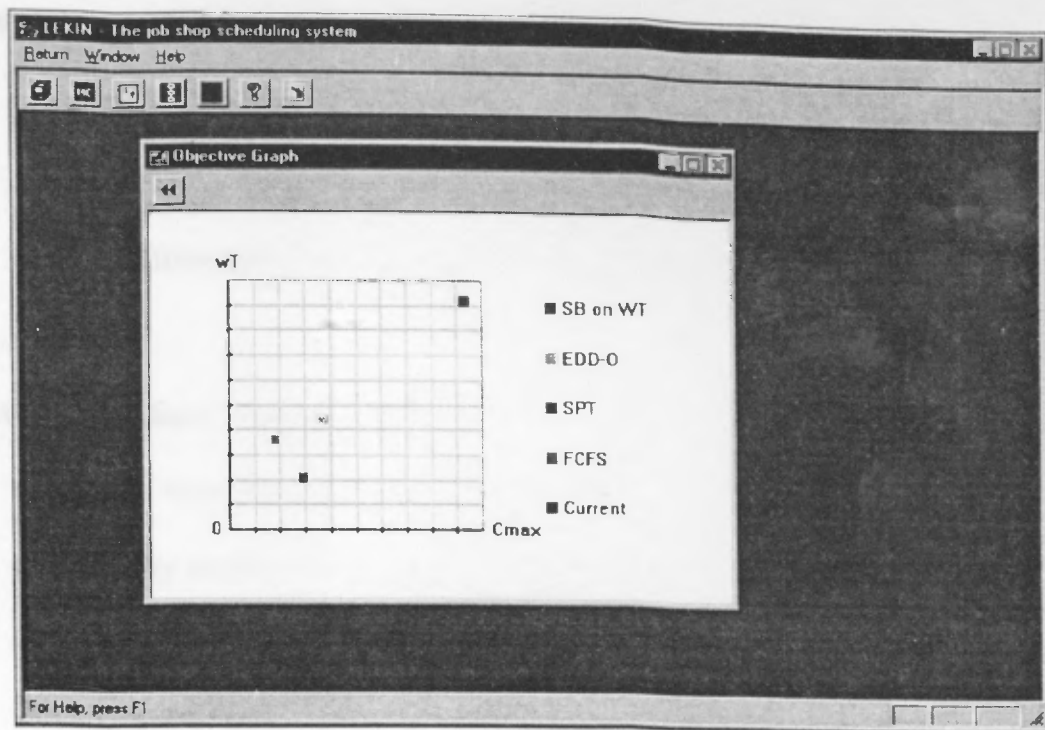 LEKIN - The job shop scheduling system
Return Window Help
Objective Graph
wT
SB on WT
EDD-O
SPT
FCFS
Current
0
Cmax
For Help, press F1